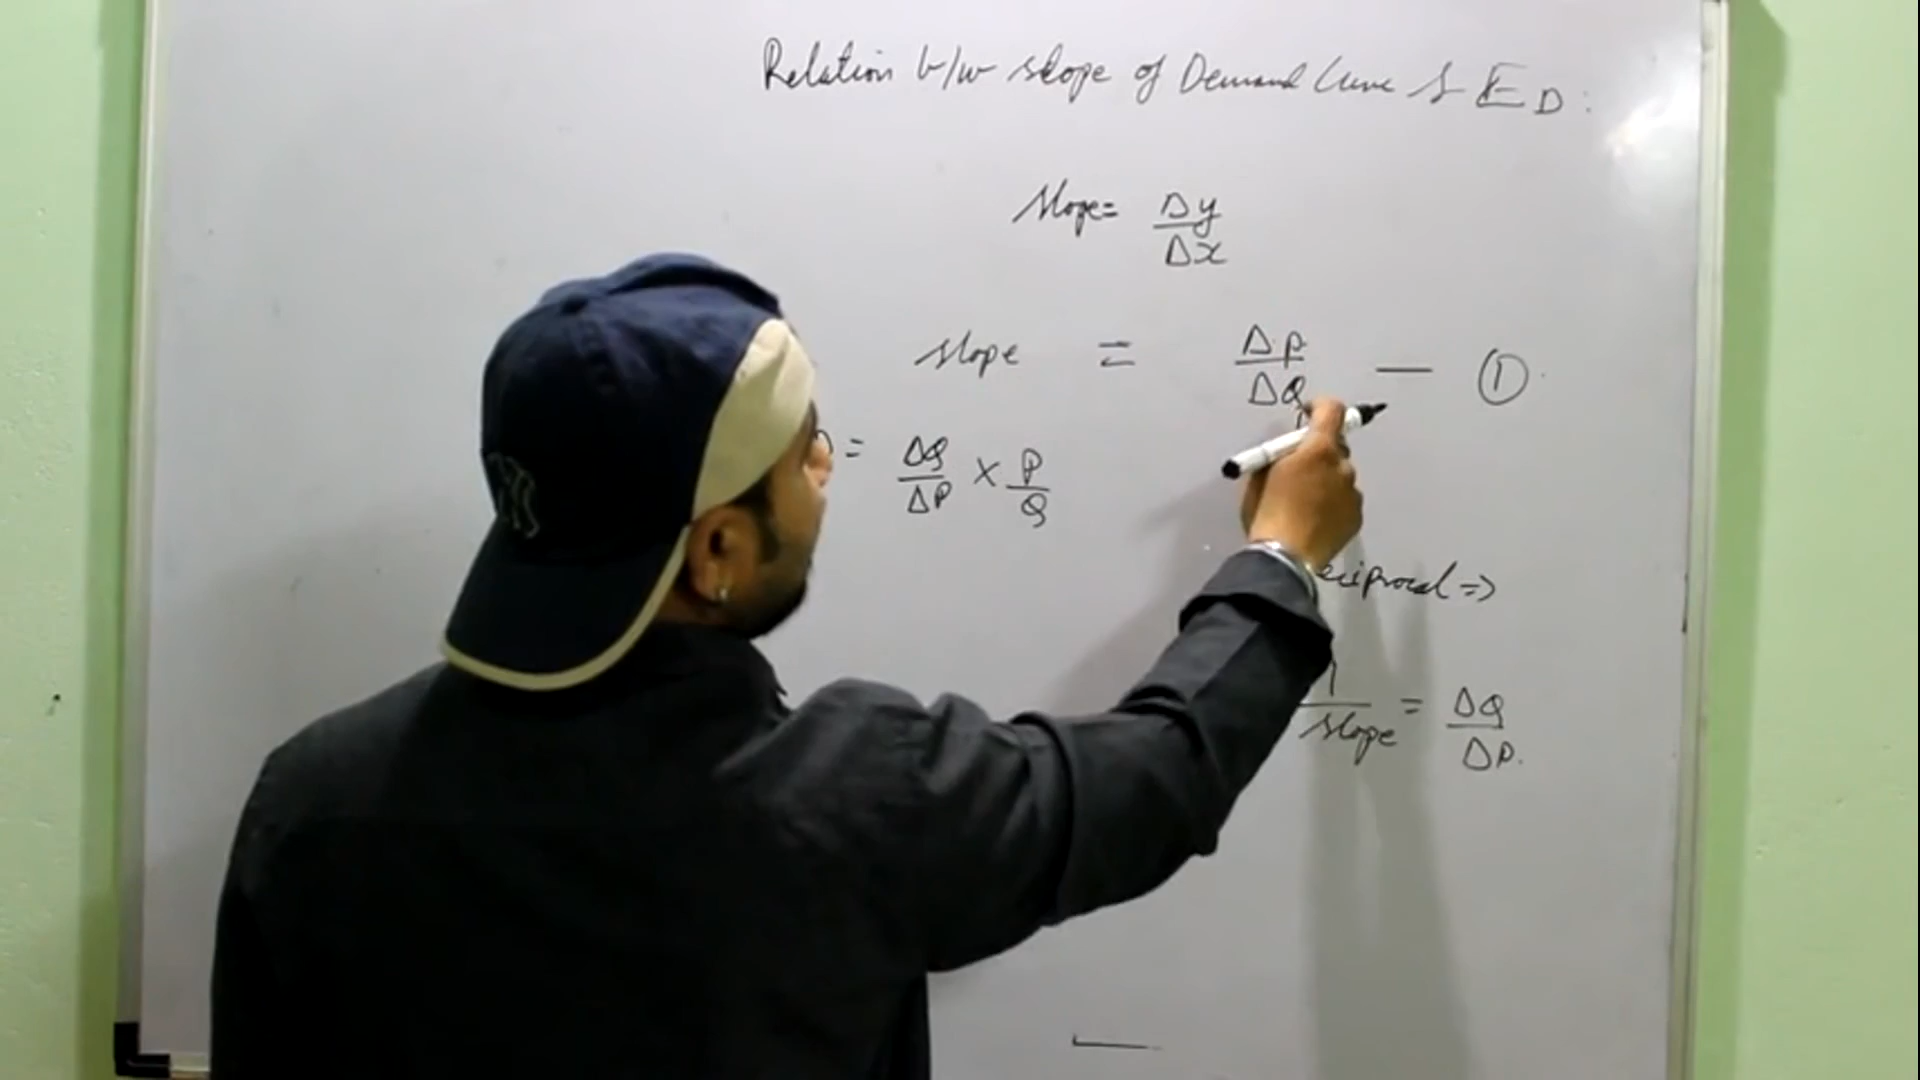 Relation b/w slope of Demand Curve & ED:
slope = Δy/Δx
slope = ΔP/ΔQ — ①
= ΔQ/ΔP × P/Q
eciprocal =>
1/slope = ΔQ/ΔP.